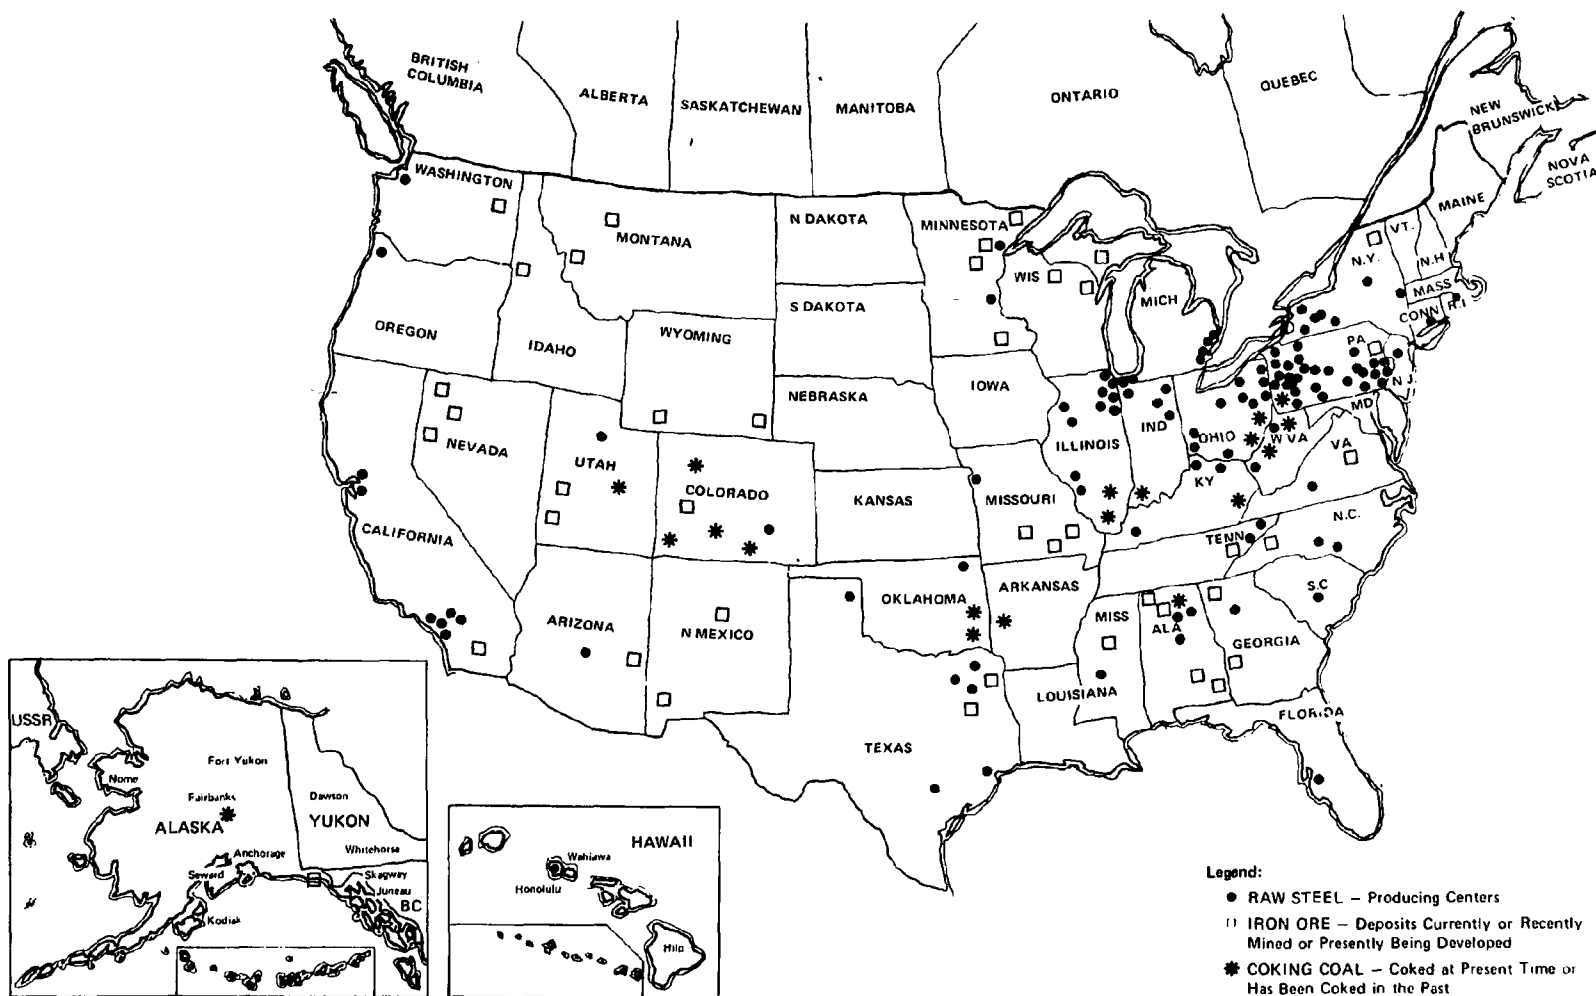 BRITISH
COLUMBIA
ALBERTA
SASKATCHEWAN
MANITOBA
ONTARIO
QUEBEC
NEW
BRUNSWICK
NOVA
SCOTIA
WASHINGTON
MONTANA
N DAKOTA
MINNESOTA
MAINE
VT.
N.Y.
N.H
MASS
CONN
R.I
WIS
MICH
S DAKOTA
OREGON
IDAHO
WYOMING
PA
N J
IOWA
NEBRASKA
MD
NEVADA
UTAH
COLORADO
ILLINOIS
IND
OHIO
W VA
VA
KANSAS
MISSOURI
KY
CALIFORNIA
N.C.
TENN
ARIZONA
N MEXICO
OKLAHOMA
ARKANSAS
MISS
ALA
S.C
GEORGIA
LOUISIANA
FLORIDA
TEXAS
USSR
Nome
Fort Yukon
Fairbanks
ALASKA
Dawson
YUKON
Whitehorse
Anchorage
Seward
Skagway
Juneau
BC
Kodiak
HAWAII
Wahiawa
Honolulu
Hilo
Legend:
RAW STEEL – Producing Centers
IRON ORE – Deposits Currently or Recently
Mined or Presently Being Developed
COKING COAL – Coked at Present Time or
Has Been Coked in the Past